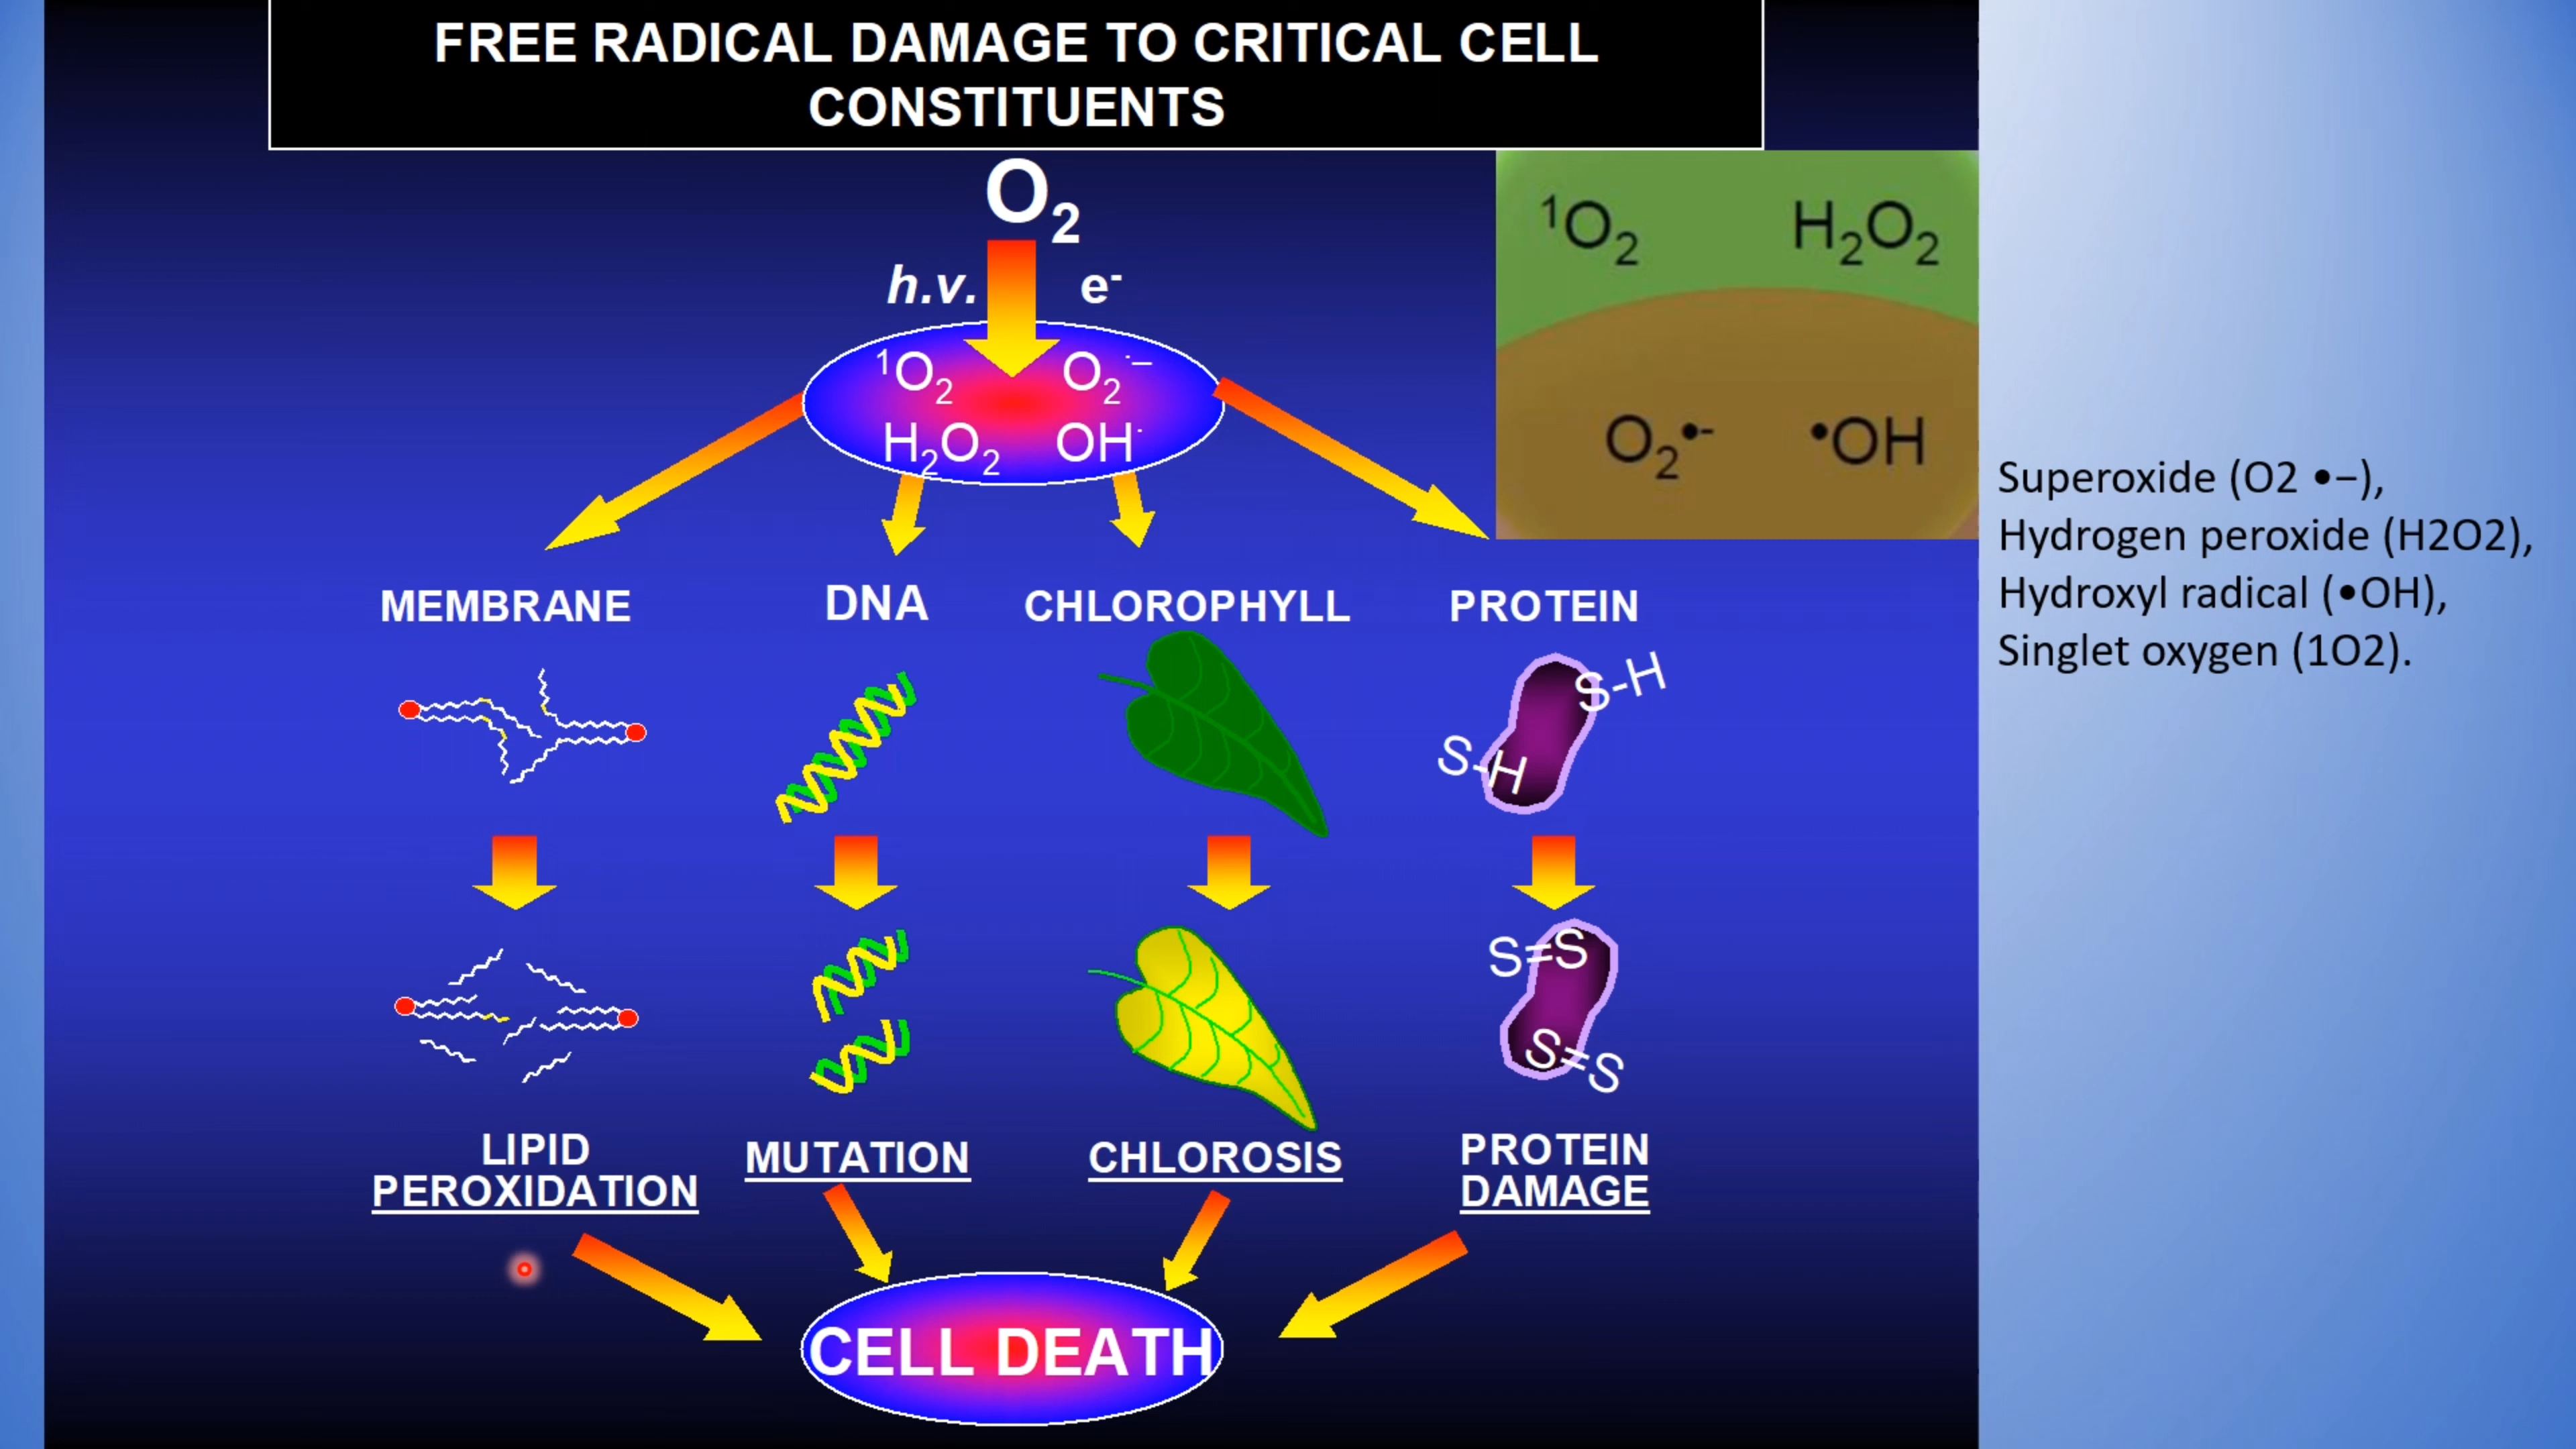 FREE RADICAL DAMAGE TO CRITICAL CELL
CONSTITUENTS
O₂
h.v. e⁻
¹O₂ O₂˙⁻
H₂O₂ OH˙
¹O₂ H₂O₂
O₂•- •OH
Superoxide (O2 •−),
Hydrogen peroxide (H2O2),
Hydroxyl radical (•OH),
Singlet oxygen (1O2).
MEMBRANE DNA CHLOROPHYLL PROTEIN
S-H
S-H
S=S
S=S
LIPID
PEROXIDATION
MUTATION
CHLOROSIS
PROTEIN
DAMAGE
CELL DEATH